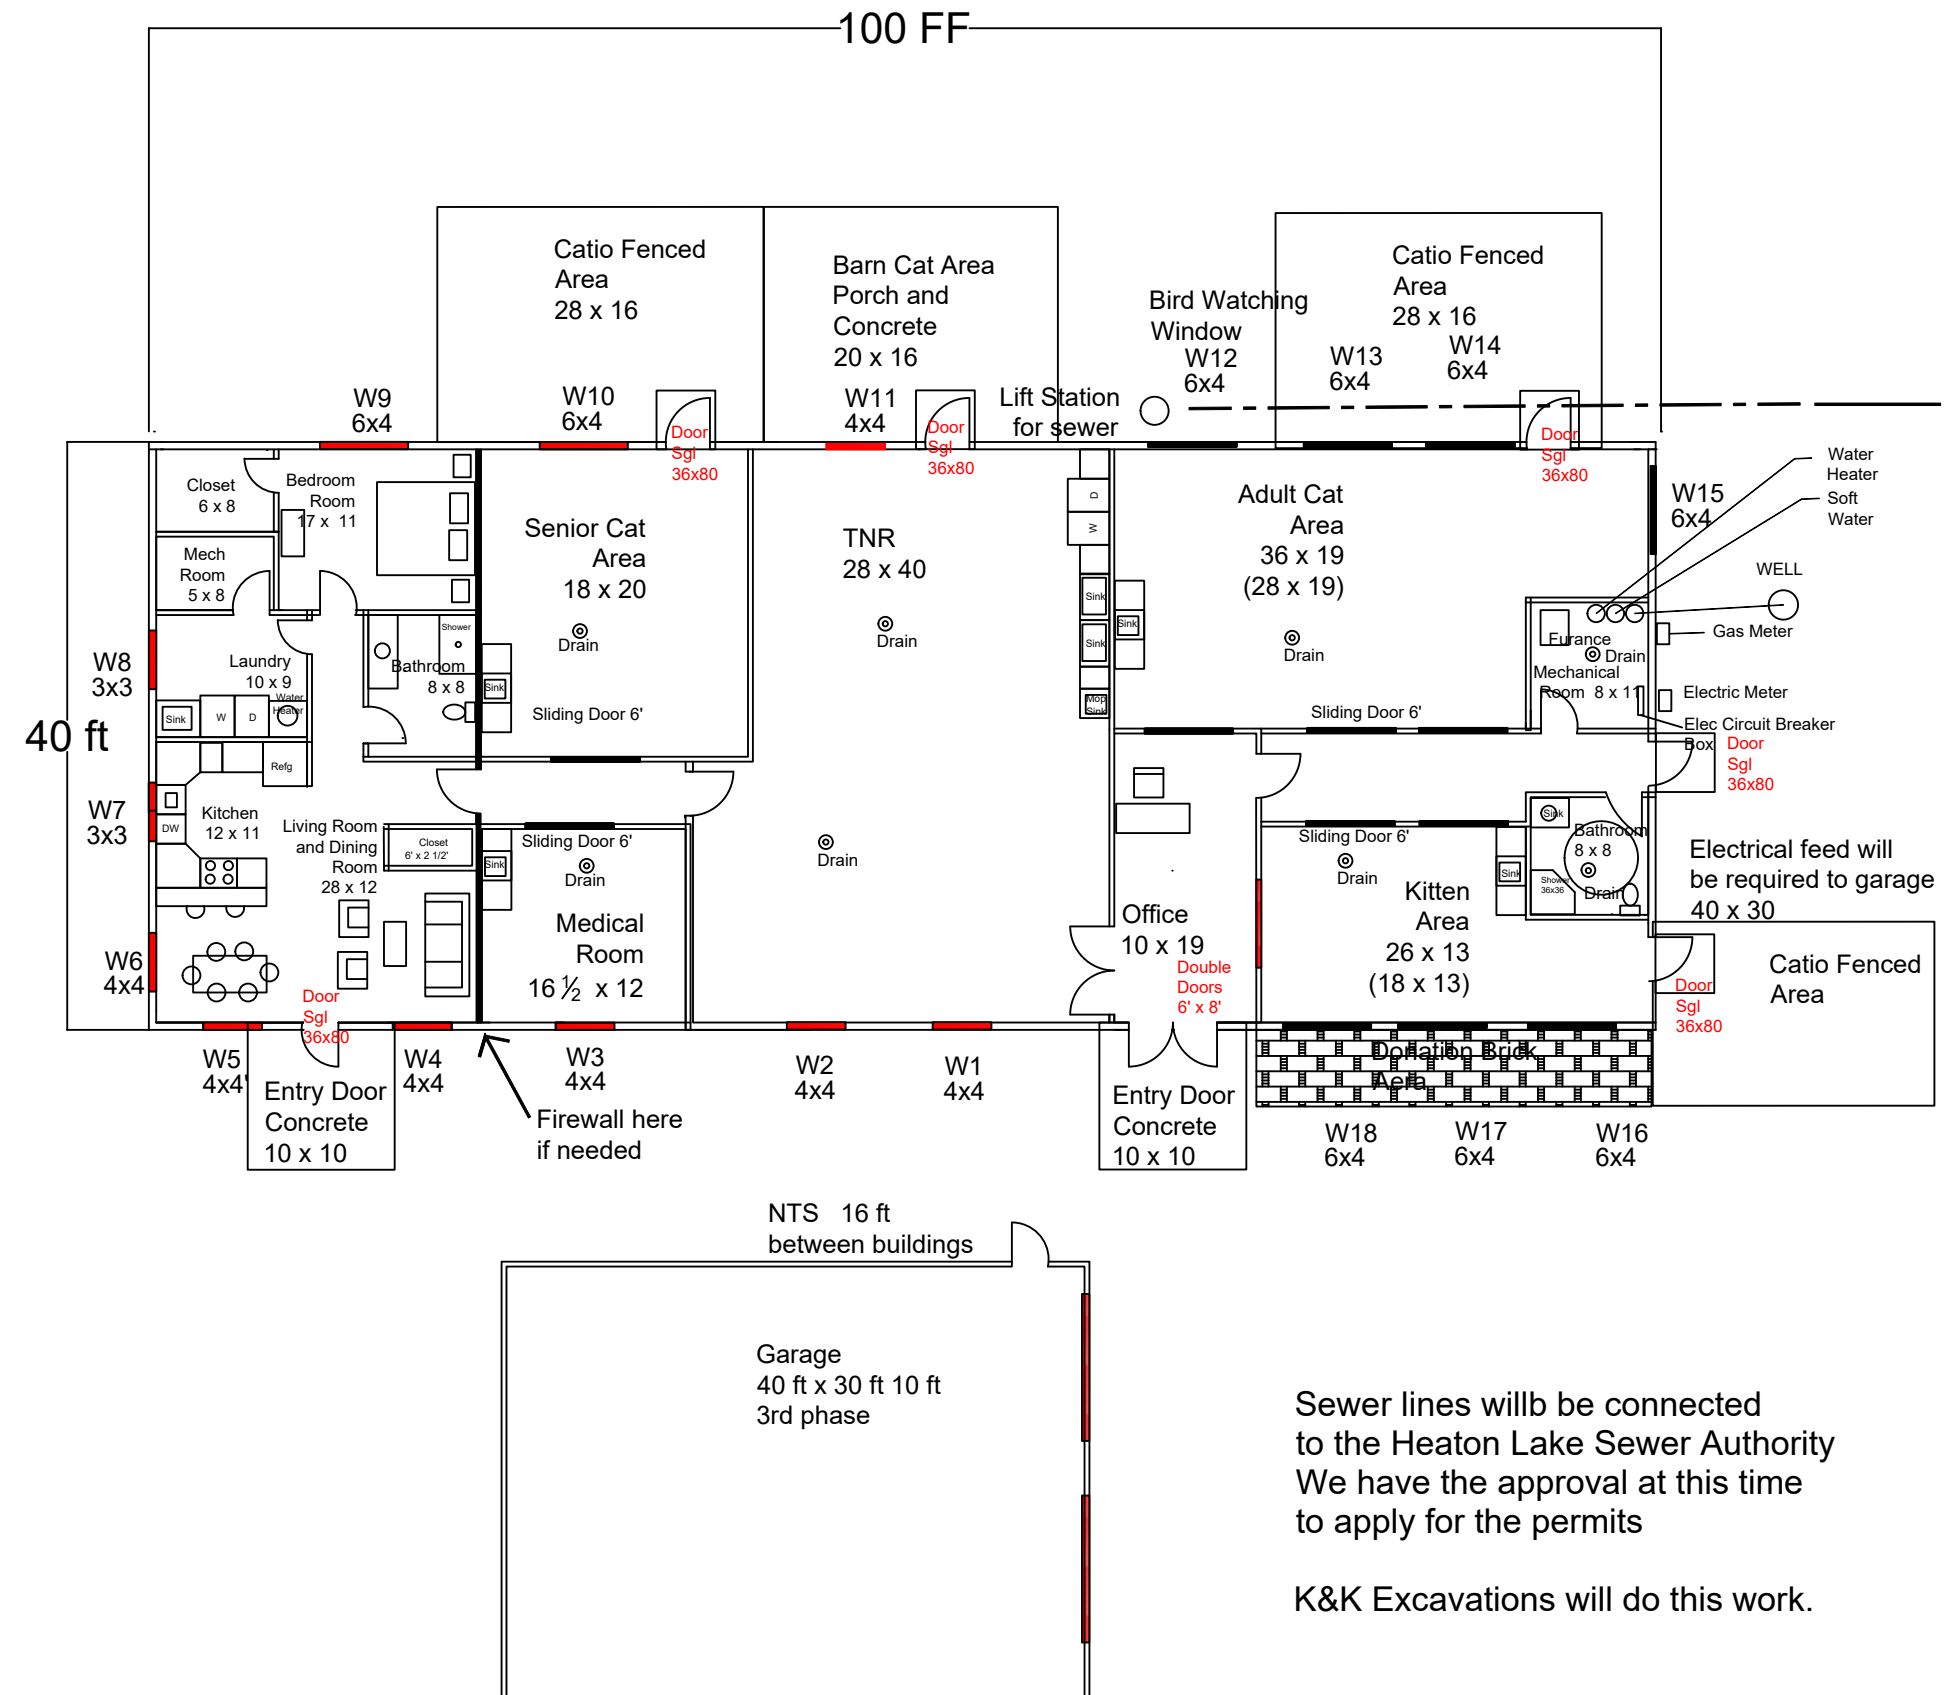 100 FF
Catio Fenced
Area
28 x 16
Barn Cat Area
Porch and
Concrete
20 x 16
Bird Watching
Window
W12
6x4
Catio Fenced
Area
28 x 16
W13
6x4
W14
6x4
W9
6x4
W10
6x4
W11
4x4
Lift Station
for sewer
Door
Sgl
36x80
Door
Sgl
36x80
Door
Sgl
36x80
Closet
6 x 8
Bedroom
Room
17 x 11
Mech
Room
5 x 8
Senior Cat
Area
18 x 20
Drain
Sliding Door 6'
Sink
TNR
28 x 40
Drain
Drain
D
W
Sink
Sink
Mop
Sink
Adult Cat
Area
36 x 19
(28 x 19)
Sink
Drain
Sliding Door 6'
W15
6x4
Water
Heater
Soft
Water
WELL
Gas Meter
Furance
Drain
Mechanical
Room 8 x 11
Electric Meter
Elec Circuit Breaker
Box
Door
Sgl
36x80
W8
3x3
Laundry
10 x 9
Water
Heater
Sink
W
D
Shower
Bathroom
8 x 8
40 ft
W7
3x3
Refg
Kitchen
12 x 11
DW
Living Room
and Dining
Room
28 x 12
Closet
6' x 2 1/2'
Sliding Door 6'
Sink
Drain
Medical
Room
16 ½ x 12
Office
10 x 19
Double
Doors
6' x 8'
Sliding Door 6'
Drain
Kitten
Area
26 x 13
(18 x 13)
Sink
Sink
Bathroom
8 x 8
Shower
36x36
Drain
Electrical feed will
be required to garage
40 x 30
Catio Fenced
Area
Door
Sgl
36x80
W6
4x4
Door
Sgl
36x80
W5
4x4'
W4
4x4
W3
4x4
W2
4x4
W1
4x4
Entry Door
Concrete
10 x 10
Firewall here
if needed
Entry Door
Concrete
10 x 10
Donation Brick
Aera
W18
6x4
W17
6x4
W16
6x4
NTS 16 ft
between buildings
Garage
40 ft x 30 ft 10 ft
3rd phase
Sewer lines willb be connected
to the Heaton Lake Sewer Authority
We have the approval at this time
to apply for the permits
K&K Excavations will do this work.